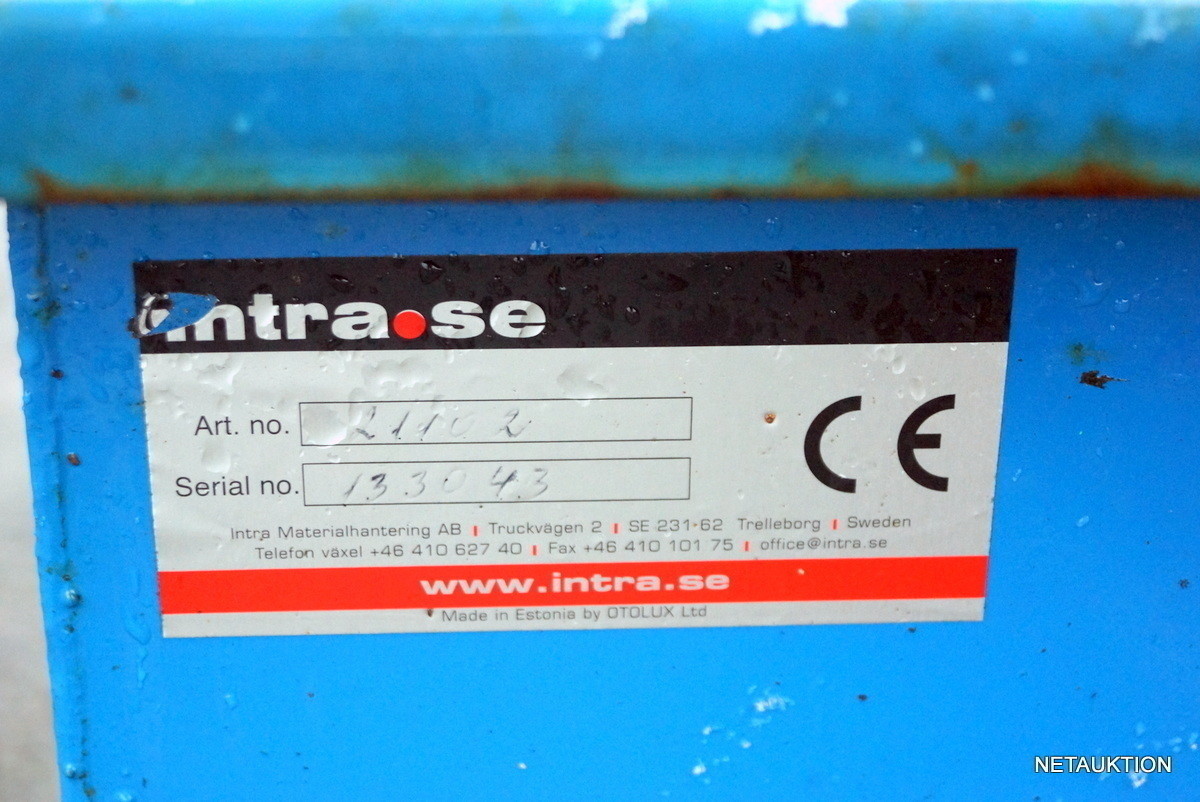 intra.se
Art. no. 21102
Serial no. 133043
Intra Materialhantering AB | Truckvägen 2 | SE 231-62 Trelleborg | Sweden
Telefon växel +46 410 627 40 | Fax +46 410 101 75 | office@intra.se
www.intra.se
Made in Estonia by OTOLUX Ltd
CE
NETAUKTION